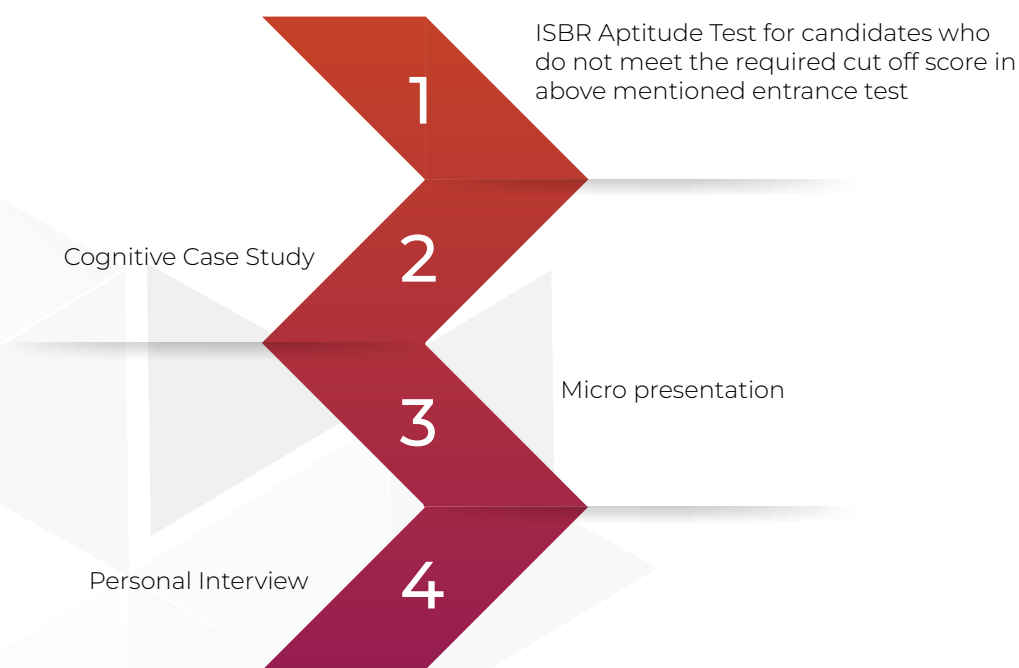 1
ISBR Aptitude Test for candidates who
do not meet the required cut off score in
above mentioned entrance test
2
Cognitive Case Study
3
Micro presentation
4
Personal Interview